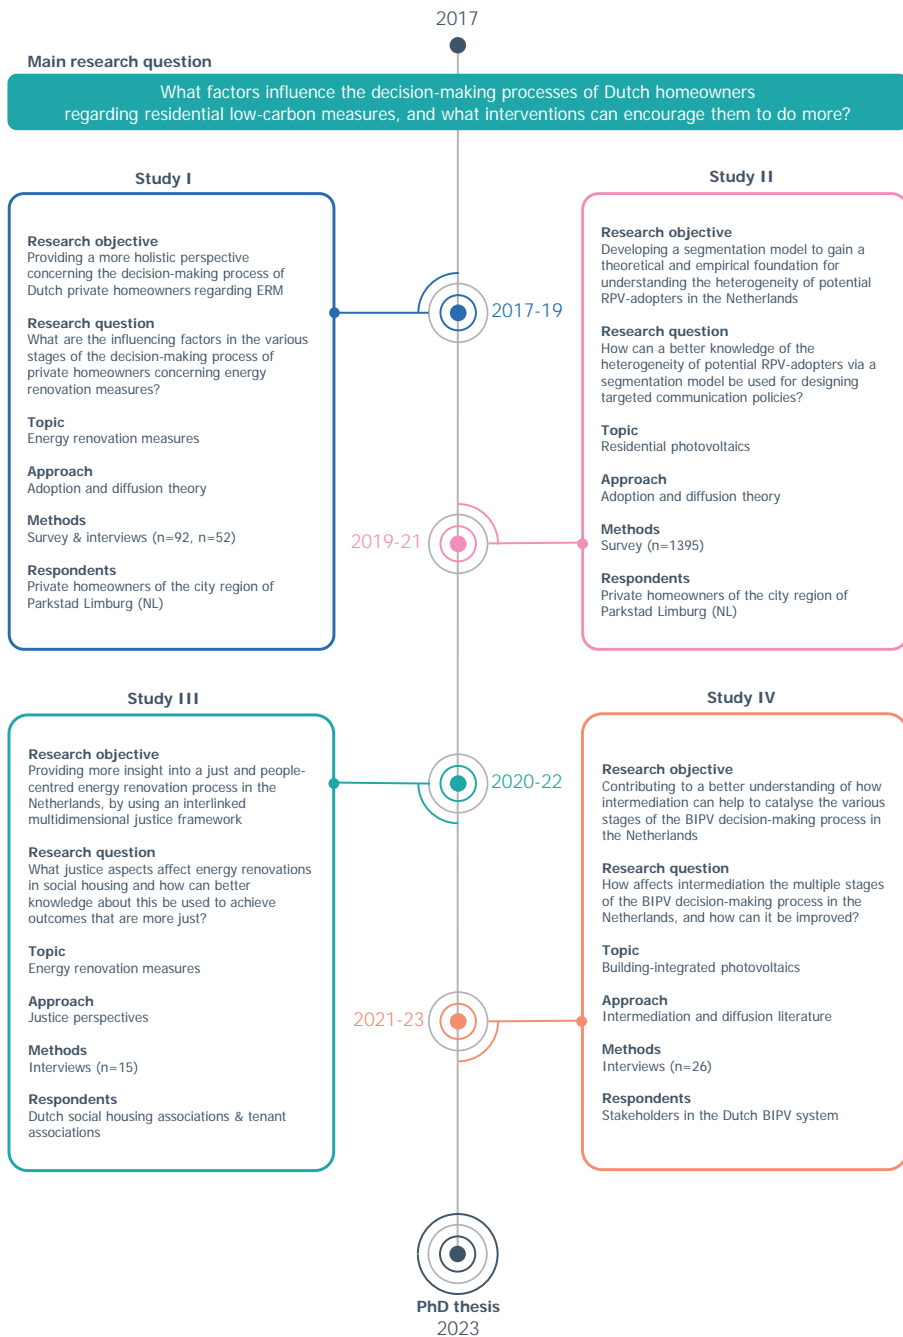 2017
Main research question
What factors influence the decision-making processes of Dutch homeowners
regarding residential low-carbon measures, and what interventions can encourage them to do more?
Study I
Research objective
Providing a more holistic perspective
concerning the decision-making process of
Dutch private homeowners regarding ERM
Research question
What are the influencing factors in the various
stages of the decision-making process of
private homeowners concerning energy
renovation measures?
Topic
Energy renovation measures
Approach
Adoption and diffusion theory
Methods
Survey & interviews (n=92, n=52)
Respondents
Private homeowners of the city region of
Parkstad Limburg (NL)
2017-19
Study II
Research objective
Developing a segmentation model to gain a
theoretical and empirical foundation for
understanding the heterogeneity of potential
RPV-adopters in the Netherlands
Research question
How can a better knowledge of the
heterogeneity of potential RPV-adopters via a
segmentation model be used for designing
targeted communication policies?
Topic
Residential photovoltaics
Approach
Adoption and diffusion theory
Methods
Survey (n=1395)
Respondents
Private homeowners of the city region of
Parkstad Limburg (NL)
2019-21
Study III
Research objective
Providing more insight into a just and people-
centred energy renovation process in the
Netherlands, by using an interlinked
multidimensional justice framework
Research question
What justice aspects affect energy renovations
in social housing and how can better
knowledge about this be used to achieve
outcomes that are more just?
Topic
Energy renovation measures
Approach
Justice perspectives
Methods
Interviews (n=15)
Respondents
Dutch social housing associations & tenant
associations
2020-22
Study IV
Research objective
Contributing to a better understanding of how
intermediation can help to catalyse the various
stages of the BIPV decision-making process in
the Netherlands
Research question
How affects intermediation the multiple stages
of the BIPV decision-making process in the
Netherlands, and how can it be improved?
Topic
Building-integrated photovoltaics
Approach
Intermediation and diffusion literature
Methods
Interviews (n=26)
Respondents
Stakeholders in the Dutch BIPV system
2021-23
PhD thesis
2023